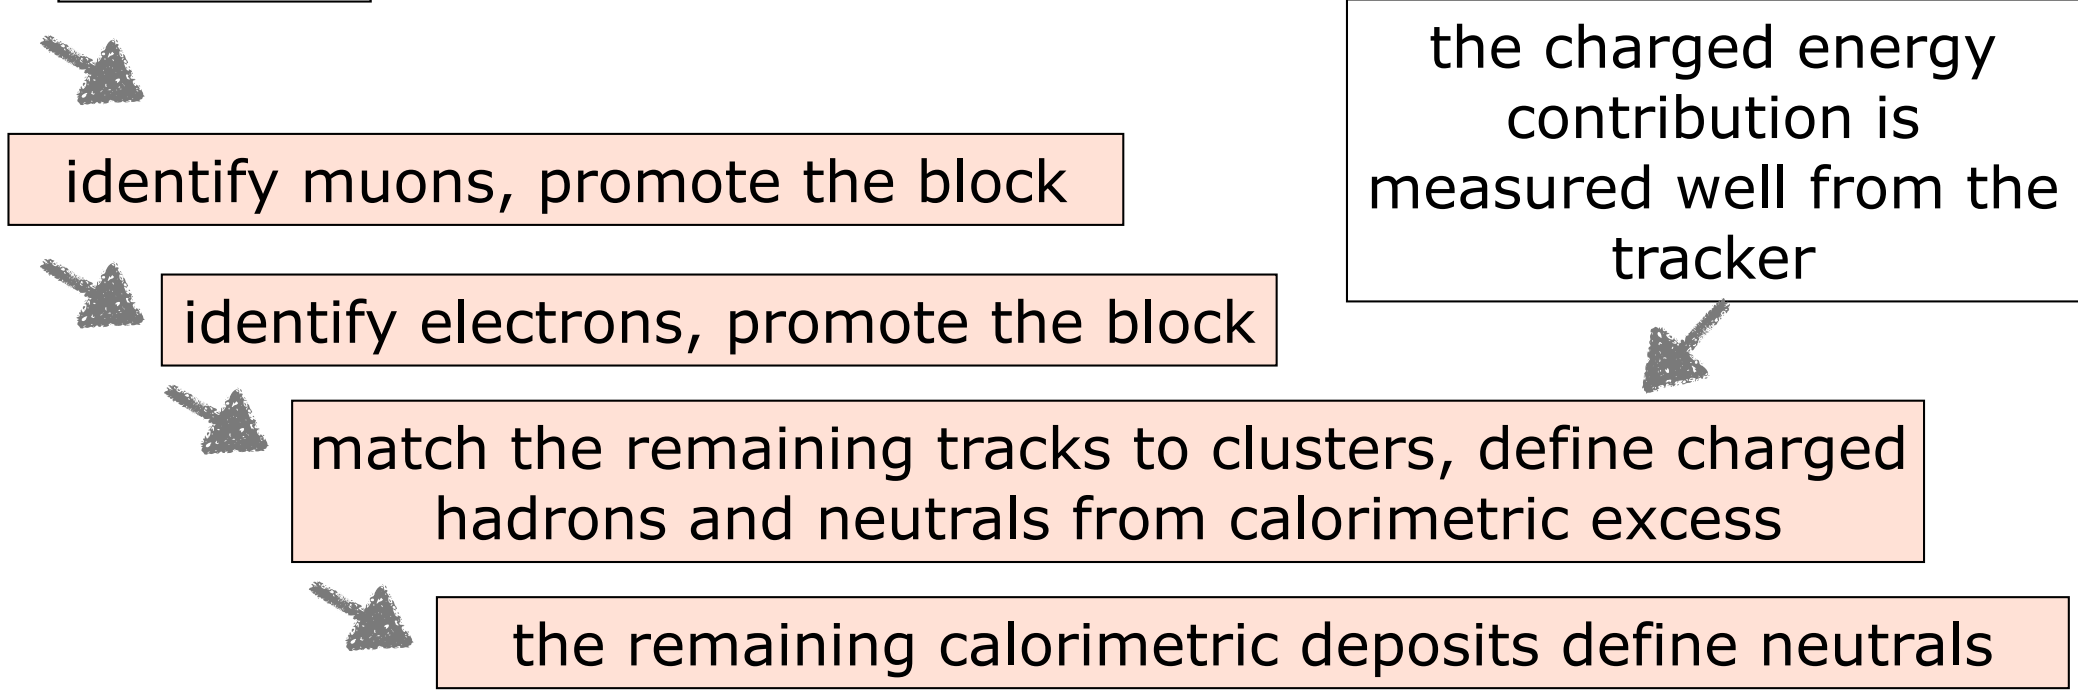 the charged energy
contribution is
measured well from the
tracker
identify muons, promote the block
identify electrons, promote the block
match the remaining tracks to clusters, define charged
hadrons and neutrals from calorimetric excess
the remaining calorimetric deposits define neutrals